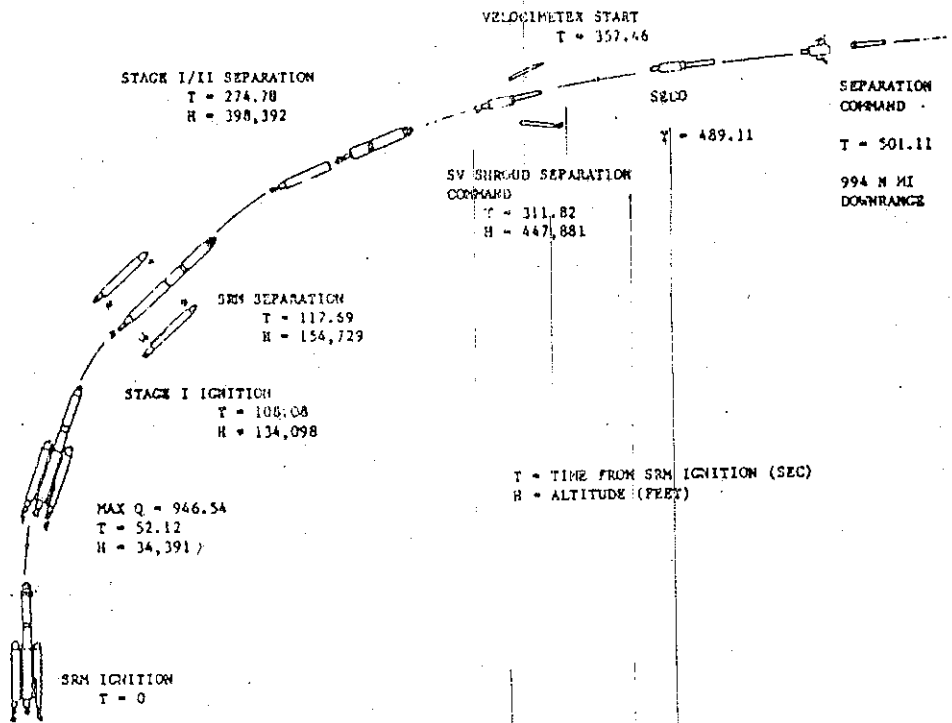 VELOCIMETER START
T = 357.46
STAGE I/II SEPARATION
T = 274.78
H = 398,392
SECO
T = 489.11
SEPARATION
COMMAND
T = 501.11
994 N MI
DOWNRANGE
SV SHROUD SEPARATION
COMMAND
T = 311.82
H = 447,881
SRM SEPARATION
T = 117.69
H = 154,729
STAGE I IGNITION
T = 106.08
H = 134,098
T = TIME FROM SRM IGNITION (SEC)
H = ALTITUDE (FEET)
MAX Q = 946.54
T = 52.12
H = 34,391
SRM IGNITION
T = 0